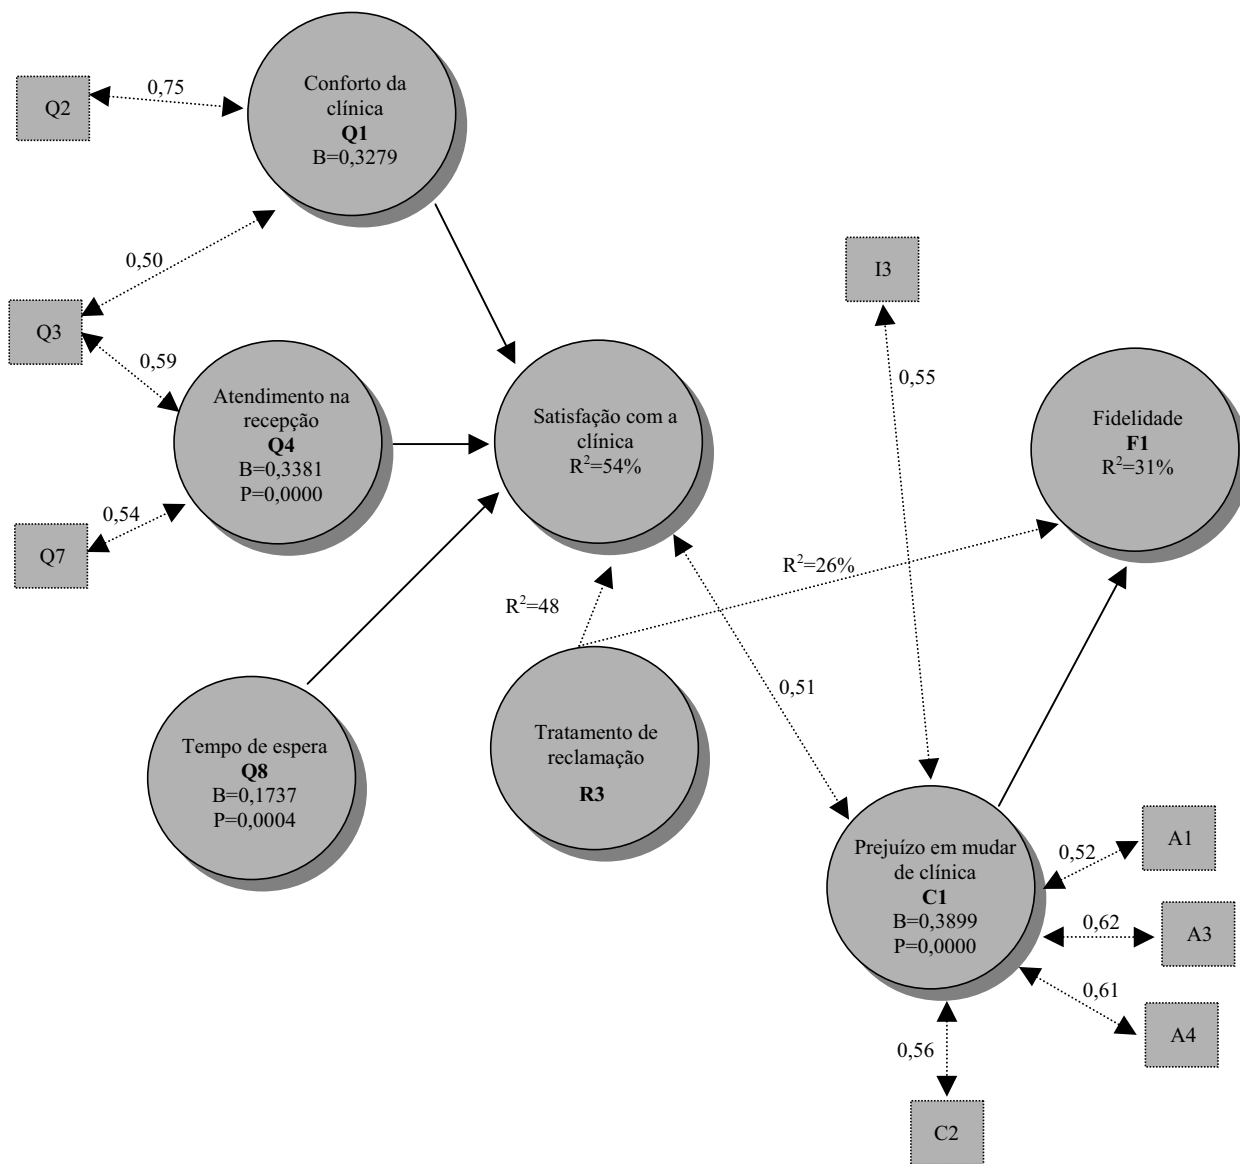 Q2
0,75
Conforto da
clínica
Q1
B=0,3279
0,50
Q3
0,59
Atendimento na
recepção
Q4
B=0,3381
P=0,0000
0,54
Q7
Satisfação com a
clínica
R²=54%
I3
0,55
Fidelidade
F1
R²=31%
R²=26%
R²=48
0,51
Tempo de espera
Q8
B=0,1737
P=0,0004
Tratamento de
reclamação
R3
Prejuízo em mudar
de clínica
C1
B=0,3899
P=0,0000
0,52
A1
0,62
A3
0,61
A4
0,56
C2